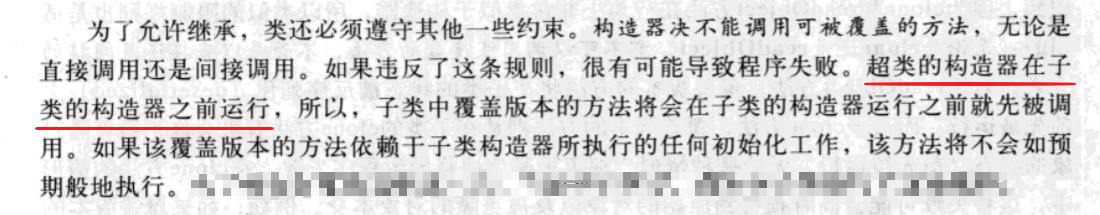 为了允许继承，类还必须遵守其他一些约束。构造器决不能调用可被覆盖的方法，无论是
直接调用还是间接调用。如果违反了这条规则，很有可能导致程序失败。超类的构造器在子
类的构造器之前运行，所以，子类中覆盖版本的方法将会在子类的构造器运行之前就先被调
用。如果该覆盖版本的方法依赖于子类构造器所执行的任何初始化工作，该方法将不会如预
期般地执行。